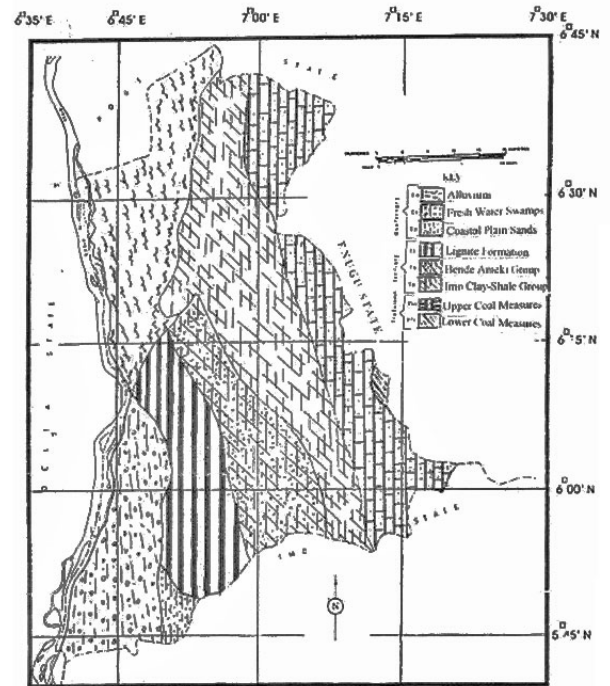 6° 35' E
6° 45'
7° 00'
7° 15'
7° 30' E
6° 45' N
STATE
KEY
Alluvium
6° 30'
Fresh Water Swamps
Coastal Plain Sands
Lignite Formation
ENUGU STATE
Bende Ameki Group
Imo Clay-Shale Group
Upper Coal Measures
Lower Coal Measures
6° 15'
DELTA STATE
6° 00'
IMO STATE
N
5° 45'